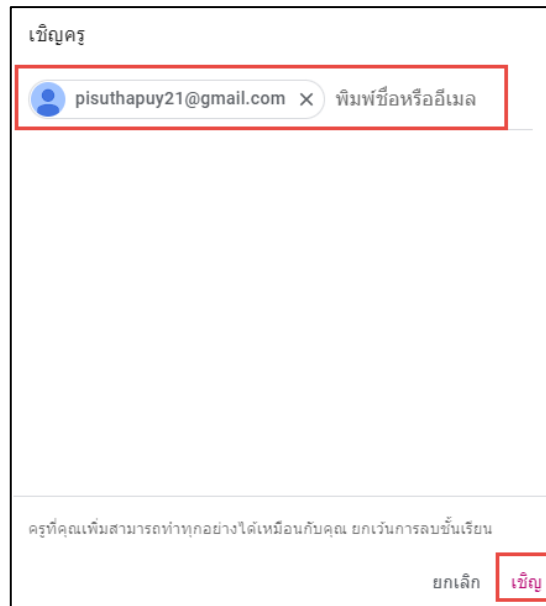 เชิญครู
pisuthapuy21@gmail.com × พิมพ์ชื่อหรืออีเมล
ครูที่คุณเพิ่มสามารถทำทุกอย่างได้เหมือนกับคุณ ยกเว้นการลบชั้นเรียน
ยกเลิก เชิญ